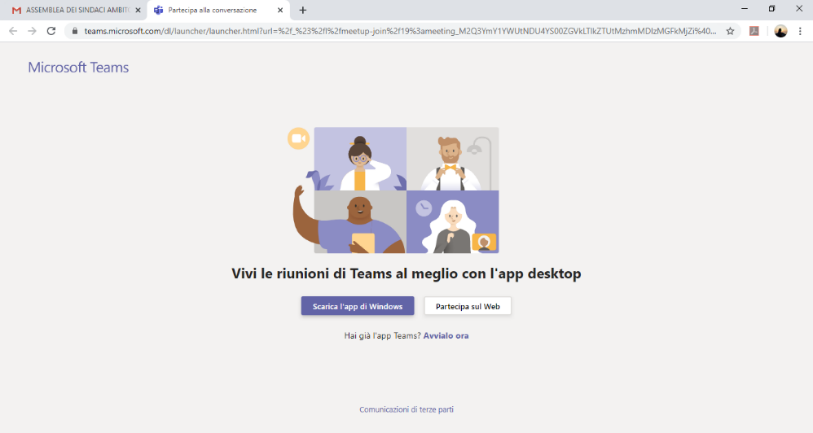 ASSEMBLEA DEI SINDACI AMBIT
Partecipa alla conversazione
teams.microsoft.com/dl/launcher/launcher.html?url=%2f_%23%2fl%2fmeetup-join%2f19%3ameeting_
Microsoft Teams
Vivi le riunioni di Teams al meglio con l'app desktop
Scarica l'app di Windows
Partecipa sul Web
Hai già l'app Teams? Avvialo ora
Comunicazioni di terze parti